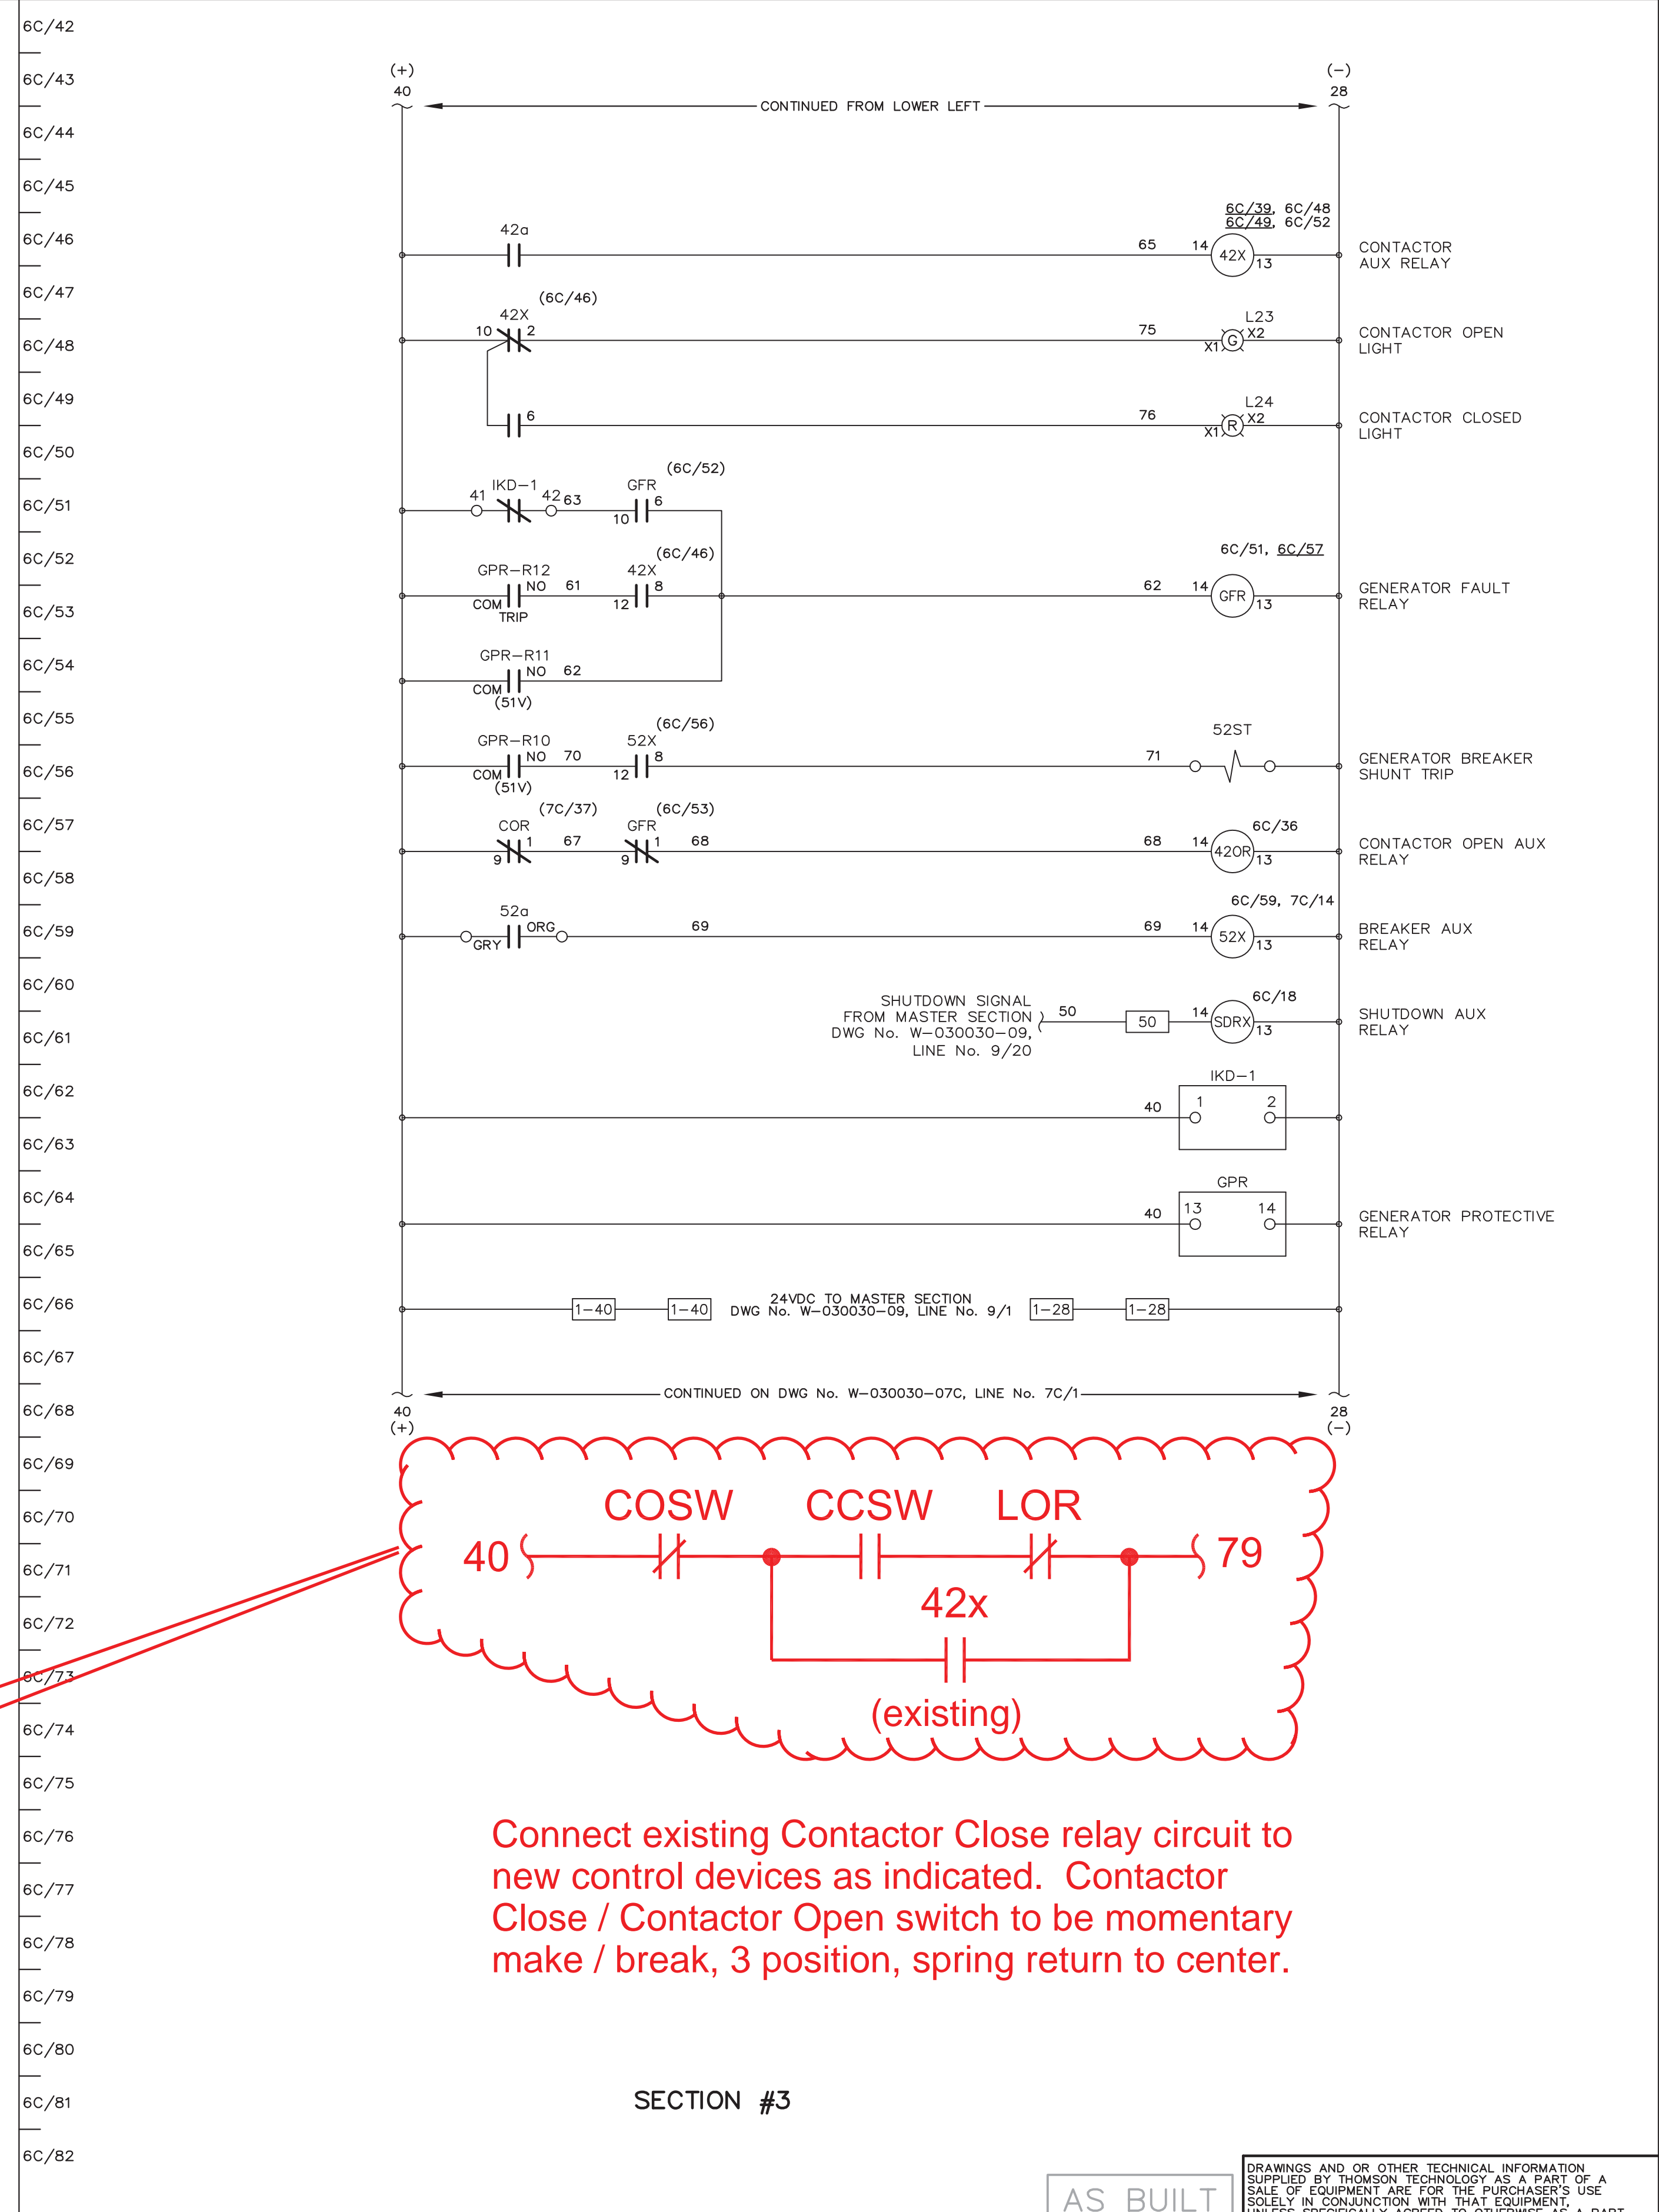 6C/42
6C/43
6C/44
6C/45
6C/46
6C/47
6C/48
6C/49
6C/50
6C/51
6C/52
6C/53
6C/54
6C/55
6C/56
6C/57
6C/58
6C/59
6C/60
6C/61
6C/62
6C/63
6C/64
6C/65
6C/66
6C/67
6C/68
6C/69
6C/70
6C/71
6C/72
6C/73
6C/74
6C/75
6C/76
6C/77
6C/78
6C/79
6C/80
6C/81
6C/82
(+) (−)
40 28
CONTINUED FROM LOWER LEFT
6C/39, 6C/48
6C/49, 6C/52
42a 65 14 42X 13 CONTACTOR
AUX RELAY
(6C/46)
42X L23
10 2 75 X1 G X2 CONTACTOR OPEN
LIGHT
L24
6 76 X1 R X2 CONTACTOR CLOSED
LIGHT
(6C/52)
IKD−1 GFR
41 42 63 10 6
(6C/46) 6C/51, 6C/57
GPR−R12 42X
COM NO 61 12 8 62 14 GFR 13 GENERATOR FAULT
TRIP RELAY
GPR−R11
COM NO 62
(51V)
(6C/56)
GPR−R10 52X 52ST
COM NO 70 12 8 71 GENERATOR BREAKER
(51V) SHUNT TRIP
(7C/37) (6C/53) 6C/36
COR GFR
9 1 67 9 1 68 68 14 42OR 13 CONTACTOR OPEN AUX
RELAY
6C/59, 7C/14
52a
GRY ORG 69 69 14 52X 13 BREAKER AUX
RELAY
6C/18
SHUTDOWN SIGNAL
FROM MASTER SECTION 50 50 14 SDRX 13 SHUTDOWN AUX
DWG No. W−030030−09, RELAY
LINE No. 9/20
IKD−1
40 1 2
GPR
40 13 14 GENERATOR PROTECTIVE
RELAY
24VDC TO MASTER SECTION
1−40 1−40 DWG No. W−030030−09, LINE No. 9/1 1−28 1−28
CONTINUED ON DWG No. W−030030−07C, LINE No. 7C/1
40 28
(+) (−)
COSW CCSW LOR
40 79
42x
(existing)
Connect existing Contactor Close relay circuit to
new control devices as indicated. Contactor
Close / Contactor Open switch to be momentary
make / break, 3 position, spring return to center.
SECTION #3
AS BUILT
DRAWINGS AND OR OTHER TECHNICAL INFORMATION
SUPPLIED BY THOMSON TECHNOLOGY AS A PART OF A
SALE OF EQUIPMENT ARE FOR THE PURCHASER'S USE
SOLELY IN CONJUNCTION WITH THAT EQUIPMENT,
UNLESS SPECIFICALLY AGREED TO OTHERWISE AS A PART